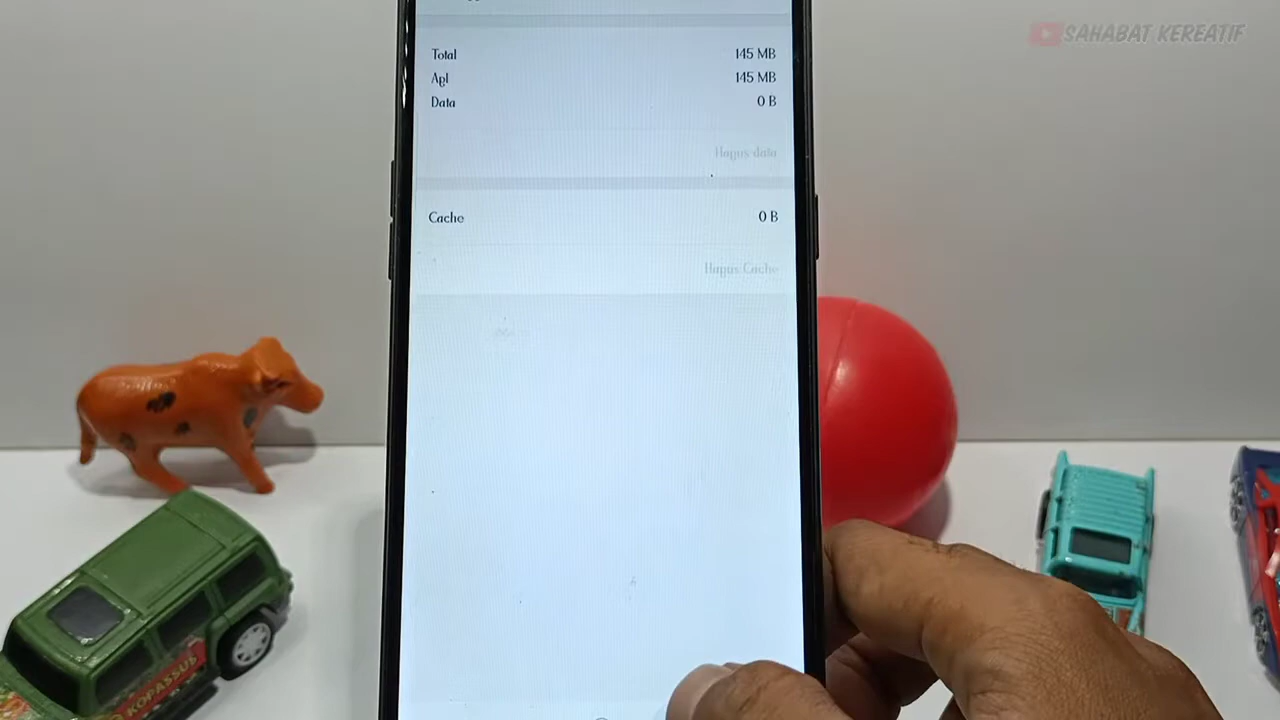 SAHABAT KEREATIF
Total 145 MB
Apl 145 MB
Data 0 B
Hapus data
Cache 0 B
Hapus Cache
KOPASSUS